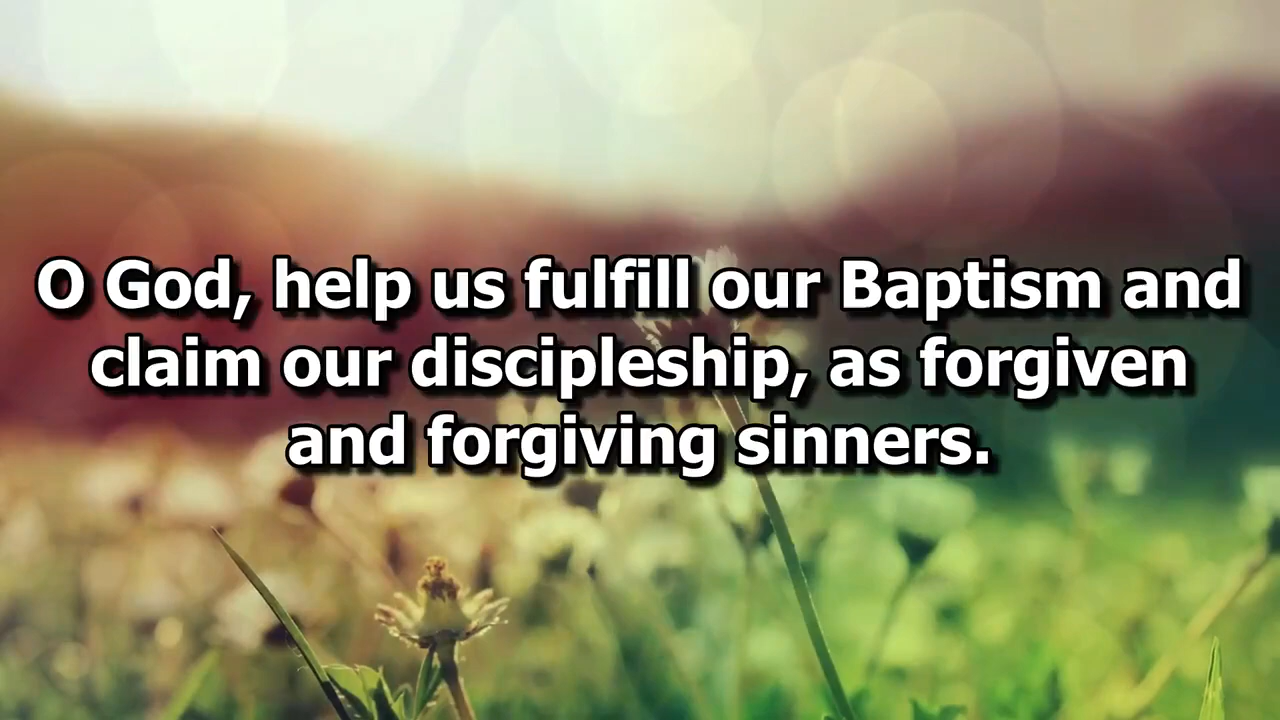 O God, help us fulfill our Baptism and
claim our discipleship, as forgiven
and forgiving sinners.